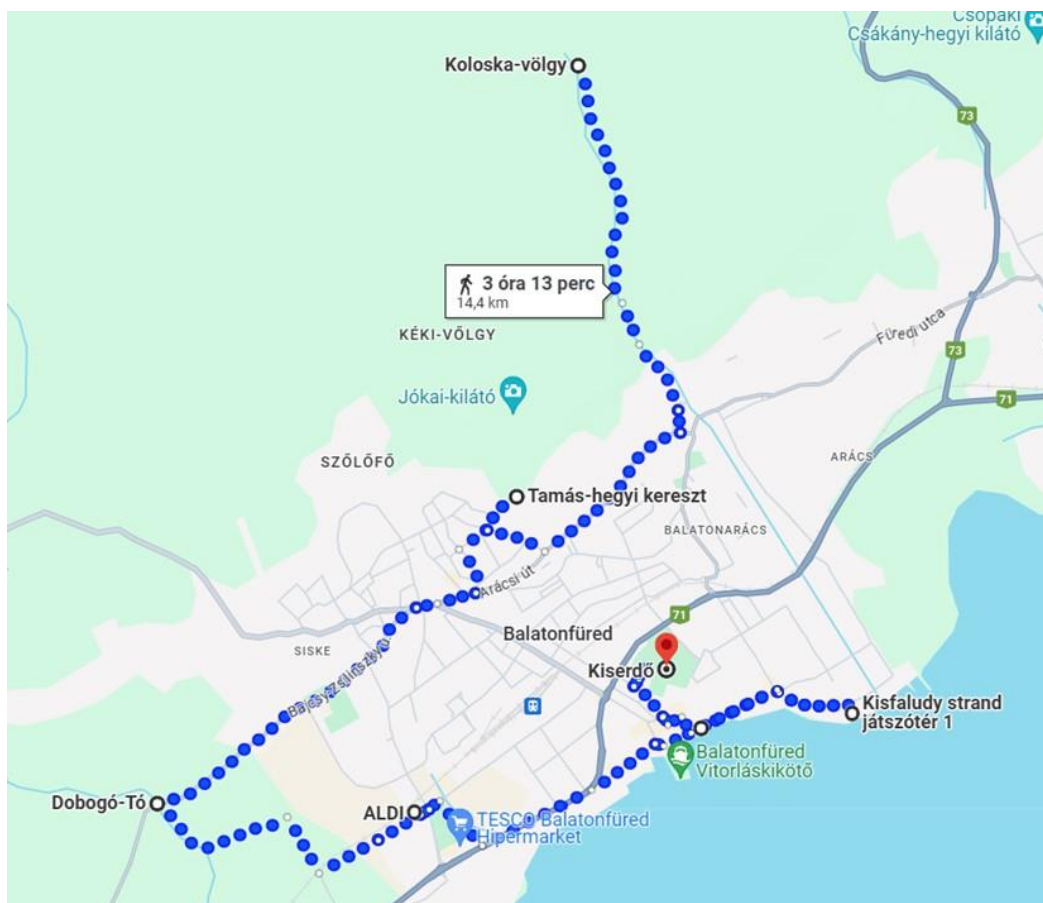 Csopaki
Csákány-hegyi kilátó
Koloska-völgy
73
3 óra 13 perc
14,4 km
KÉKI-VÖLGY
Füredi utca
73
71
Jókai-kilátó
ARÁCS
SZŐLŐFŐ
Tamás-hegyi kereszt
BALATONARÁCS
Arácsi út
71
Balatonfüred
SISKE
Kiserdő
Bajcsy-Zsilinszky u.
Kisfaludy strand
játszótér 1
Balatonfüred
Vitorláskikötő
Dobogó-Tó
ALDI
TESCO Balatonfüred
Hipermarket